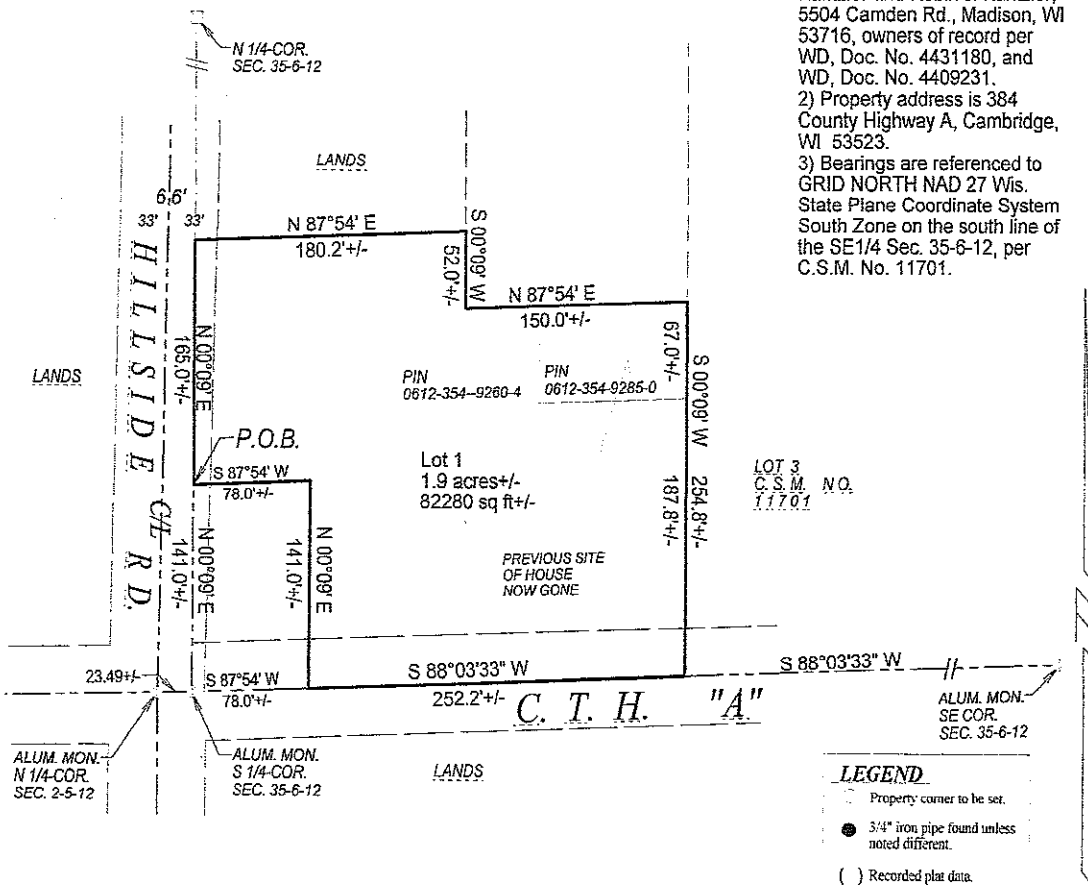 N 1/4-COR.
SEC. 35-6-12
5504 Camden Rd., Madison, WI
53716, owners of record per
WD, Doc. No. 4431180, and
WD, Doc. No. 4409231.
2) Property address is 384
County Highway A, Cambridge,
WI 53523.
3) Bearings are referenced to
GRID NORTH NAD 27 Wis.
State Plane Coordinate System
South Zone on the south line of
the SE1/4 Sec. 35-6-12, per
C.S.M. No. 11701.
LANDS
66'
33' 33'
N 87°54' E
180.2'+/-
S 00°09' W
52.0'+/-
N 87°54' E
150.0'+/-
HILLSIDE RD.
C/L
N 00°09' E
165.0'+/-
LANDS
PIN
0612-354--9260-4
PIN
0612-354-9285-0
67.0'+/-
S 00°09' W 254.8'+/-
187.8'+/-
P.O.B.
S 87°54' W
78.0'+/-
Lot 1
1.9 acres+/-
82280 sq ft+/-
LOT 3
C.S.M. NO.
11701
N 00°09' E
141.0'+/-
N 00°09' E
141.0'+/-
PREVIOUS SITE
OF HOUSE
NOW GONE
23.49+/-
S 87°54' W
78.0'+/-
S 88°03'33" W
252.2'+/-
S 88°03'33" W
C. T. H. "A"
ALUM. MON.
SE COR.
SEC. 35-6-12
ALUM. MON.
N 1/4-COR.
SEC. 2-5-12
ALUM. MON.
S 1/4-COR.
SEC. 35-6-12
LANDS
LEGEND
Property corner to be set.
3/4" iron pipe found unless
noted different.
( ) Recorded plat data.